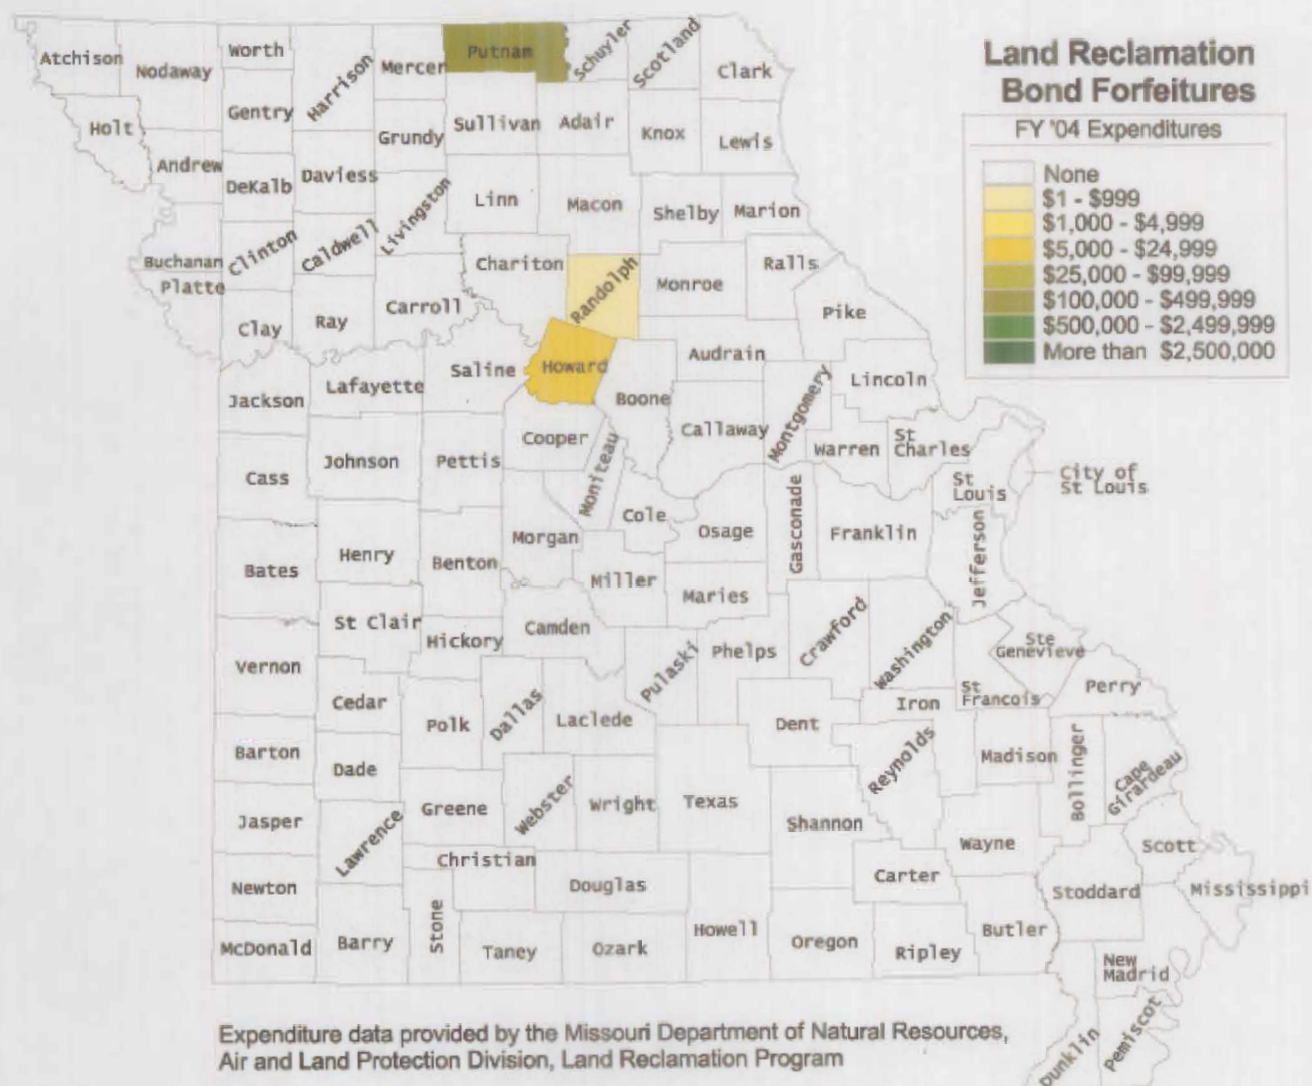 Land Reclamation
Bond Forfeitures
FY '04 Expenditures
None
$1 - $999
$1,000 - $4,999
$5,000 - $24,999
$25,000 - $99,999
$100,000 - $499,999
$500,000 - $2,499,999
More than $2,500,000
Atchison
Nodaway
Worth
Harrison
Mercer
Putnam
Schuyler
Scotland
Clark
Holt
Gentry
Grundy
Sullivan
Adair
Knox
Lewis
Andrew
DeKalb
Daviess
Livingston
Linn
Macon
Shelby
Marion
Buchanan
Clinton
Caldwell
Chariton
Randolph
Monroe
Ralls
Platte
Clay
Ray
Carroll
Pike
Jackson
Lafayette
Saline
Howard
Boone
Audrain
Lincoln
Cass
Johnson
Pettis
Cooper
Moniteau
Callaway
Montgomery
Warren
St
Charles
St
Louis
City of
St Louis
Bates
Henry
Benton
Morgan
Cole
Osage
Gasconade
Franklin
Jefferson
Miller
Maries
St Clair
Hickory
Camden
Pulaski
Phelps
Crawford
Washington
Ste
Genevieve
Vernon
Cedar
Polk
Dallas
Laclede
Dent
Iron
St
Francois
Perry
Barton
Dade
Reynolds
Madison
Bollinger
Cape
Girardeau
Jasper
Lawrence
Greene
Webster
Wright
Texas
Shannon
Wayne
Scott
Newton
Christian
Douglas
Carter
Stoddard
Mississippi
McDonald
Barry
Stone
Taney
Ozark
Howell
Oregon
Ripley
Butler
New
Madrid
Dunklin
Pemiscot
Expenditure data provided by the Missouri Department of Natural Resources,
Air and Land Protection Division, Land Reclamation Program